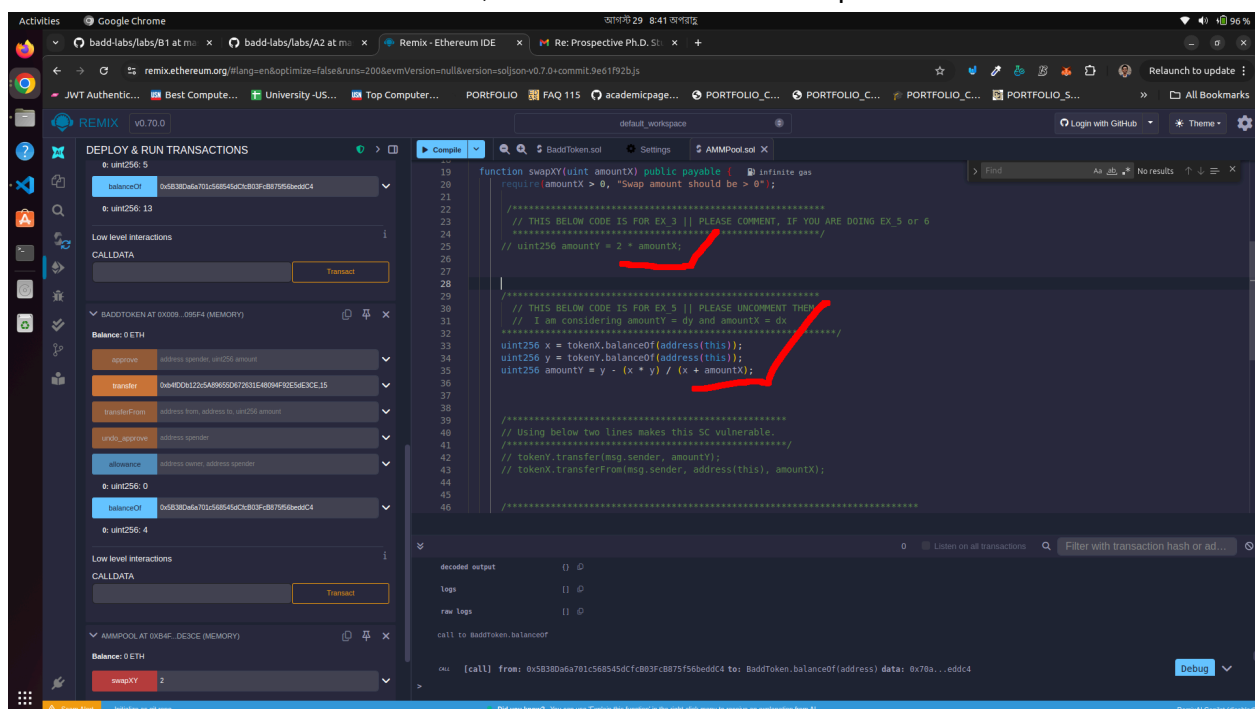 Activities
Google Chrome
আগস্ট 29 8:41 অপরাহ্ণ
96 %
badd-labs/labs/B1 at ma
badd-labs/labs/A2 at ma
Remix - Ethereum IDE
Re: Prospective Ph.D. St
remix.ethereum.org/#lang=en&optimize=false&runs=200&evmVersion=null&version=soljson-v0.7.0+commit.9e61f92b.js
Relaunch to update
JWT Authentic...
Best Compute...
University -US...
Top Computer...
PORtFOLIO
FAQ 115
academicpage...
PORTFOLIO_C...
PORTFOLIO_C...
PORTFOLIO_C...
PORTFOLIO_S...
»
All Bookmarks
REMIX
v0.70.0
default_workspace
Login with GitHub
Theme
DEPLOY & RUN TRANSACTIONS
0: uint256: 5
balanceOf
0x5B38Da6a701c568545dCfcB03FcB875f56beddC4
0: uint256: 13
Low level interactions
i
CALLDATA
Transact
BADDTOKEN AT 0X009...095F4 (MEMORY)
Balance: 0 ETH
approve
address spender, uint256 amount
transfer
transferFrom
address from, address to, uint256 amount
undo_approve
address spender
allowance
address owner, address spender
0: uint256: 0
balanceOf
0x5B38Da6a701c568545dCfcB03FcB875f56beddC4
0: uint256: 4
Low level interactions
i
CALLDATA
Transact
AMMPOOL AT 0XB4F...DE3CE (MEMORY)
Balance: 0 ETH
swapXY
2
Compile
BaddToken.sol
Settings
AMMPool.sol
Find
Aa ab .*
No results
19 function swapXY(uint amountX) public payable { infinite gas
20 require(amountX > 0, "Swap amount should be > 0");
21
22 /*********************************************************
23 // THIS BELOW CODE IS FOR EX_3 || PLEASE COMMENT, IF YOU ARE DOING EX_5 or 6
24 ********************************************************/
25 // uint256 amountY = 2 * amountX;
26
27
28
29 /*********************************************************
30 // THIS BELOW CODE IS FOR EX_5 || PLEASE UNCOMMENT THEM
31 // I am considering amountY = dy and amountX = dx
32 *************************************************************/
33 uint256 x = tokenX.balanceOf(address(this));
34 uint256 y = tokenY.balanceOf(address(this));
35 uint256 amountY = y - (x * y) / (x + amountX);
36
37
38
39 /***************************************************
40 // Using below two lines makes this SC vulnerable.
41 /***************************************************/
42 // tokenY.transfer(msg.sender, amountY);
43 // tokenX.transferFrom(msg.sender, address(this), amountX);
44
45
46 /***************************************************************************
0
Listen on all transactions
Filter with transaction hash or ad...
decoded output
{}
logs
[]
raw logs
[]
call to BaddToken.balanceOf
CALL
[call] from: 0x5B38Da6a701c568545dCfcB03FcB875f56beddC4 to: BaddToken.balanceOf(address) data: 0x70a...eddc4
Debug
>